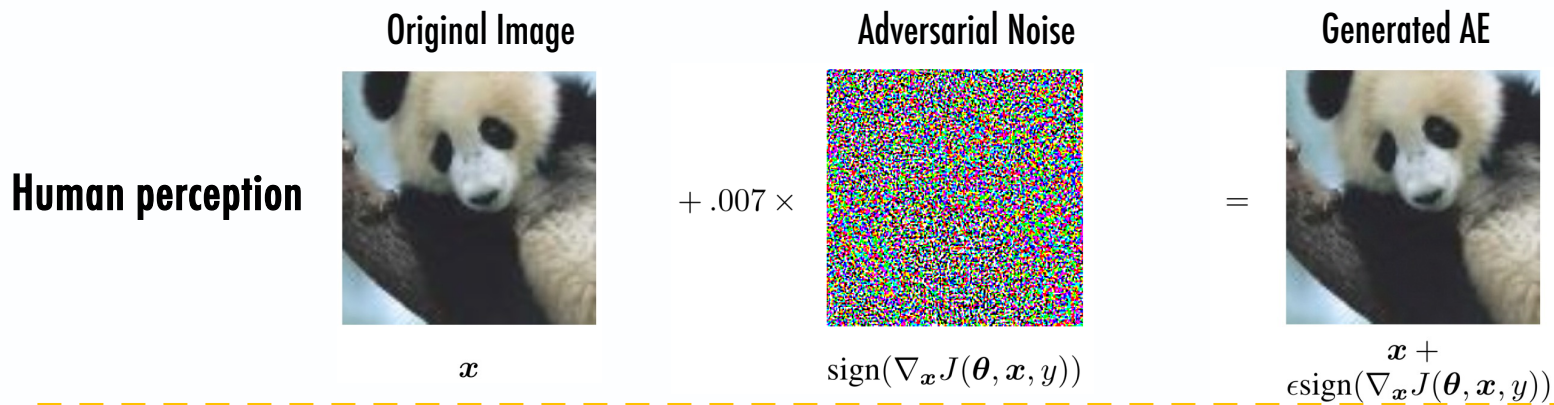 Original Image
Adversarial Noise
Generated AE
Human perception
+ .007 ×
=
x
sign(∇ₓJ(θ, x, y))
x +
ϵsign(∇ₓJ(θ, x, y))